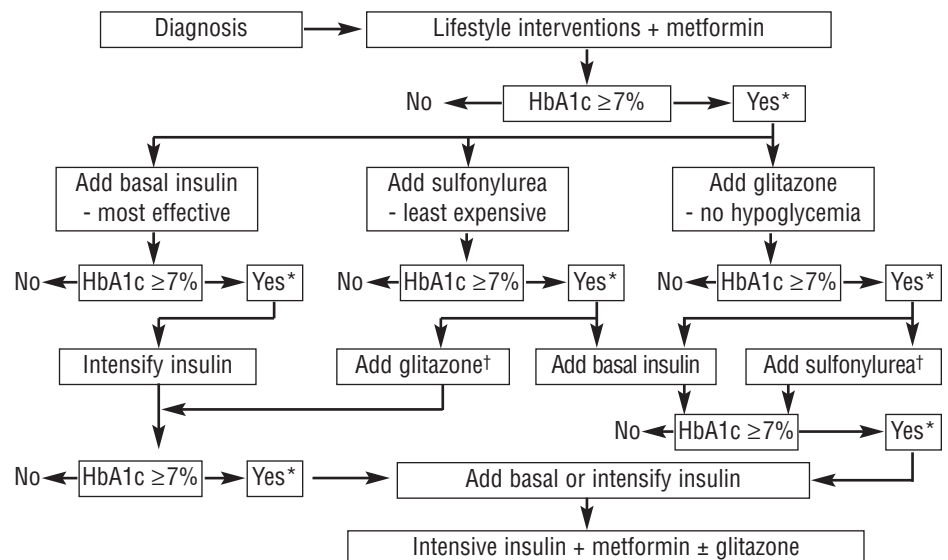 Diagnosis
Lifestyle interventions + metformin
No
HbA1c ≥7%
Yes*
Add basal insulin
- most effective
Add sulfonylurea
- least expensive
Add glitazone
- no hypoglycemia
No
HbA1c ≥7%
Yes*
No
HbA1c ≥7%
Yes*
No
HbA1c ≥7%
Yes*
Intensify insulin
Add glitazone†
Add basal insulin
Add sulfonylurea†
No
HbA1c ≥7%
Yes*
No
HbA1c ≥7%
Yes*
Add basal or intensify insulin
Intensive insulin + metformin ± glitazone